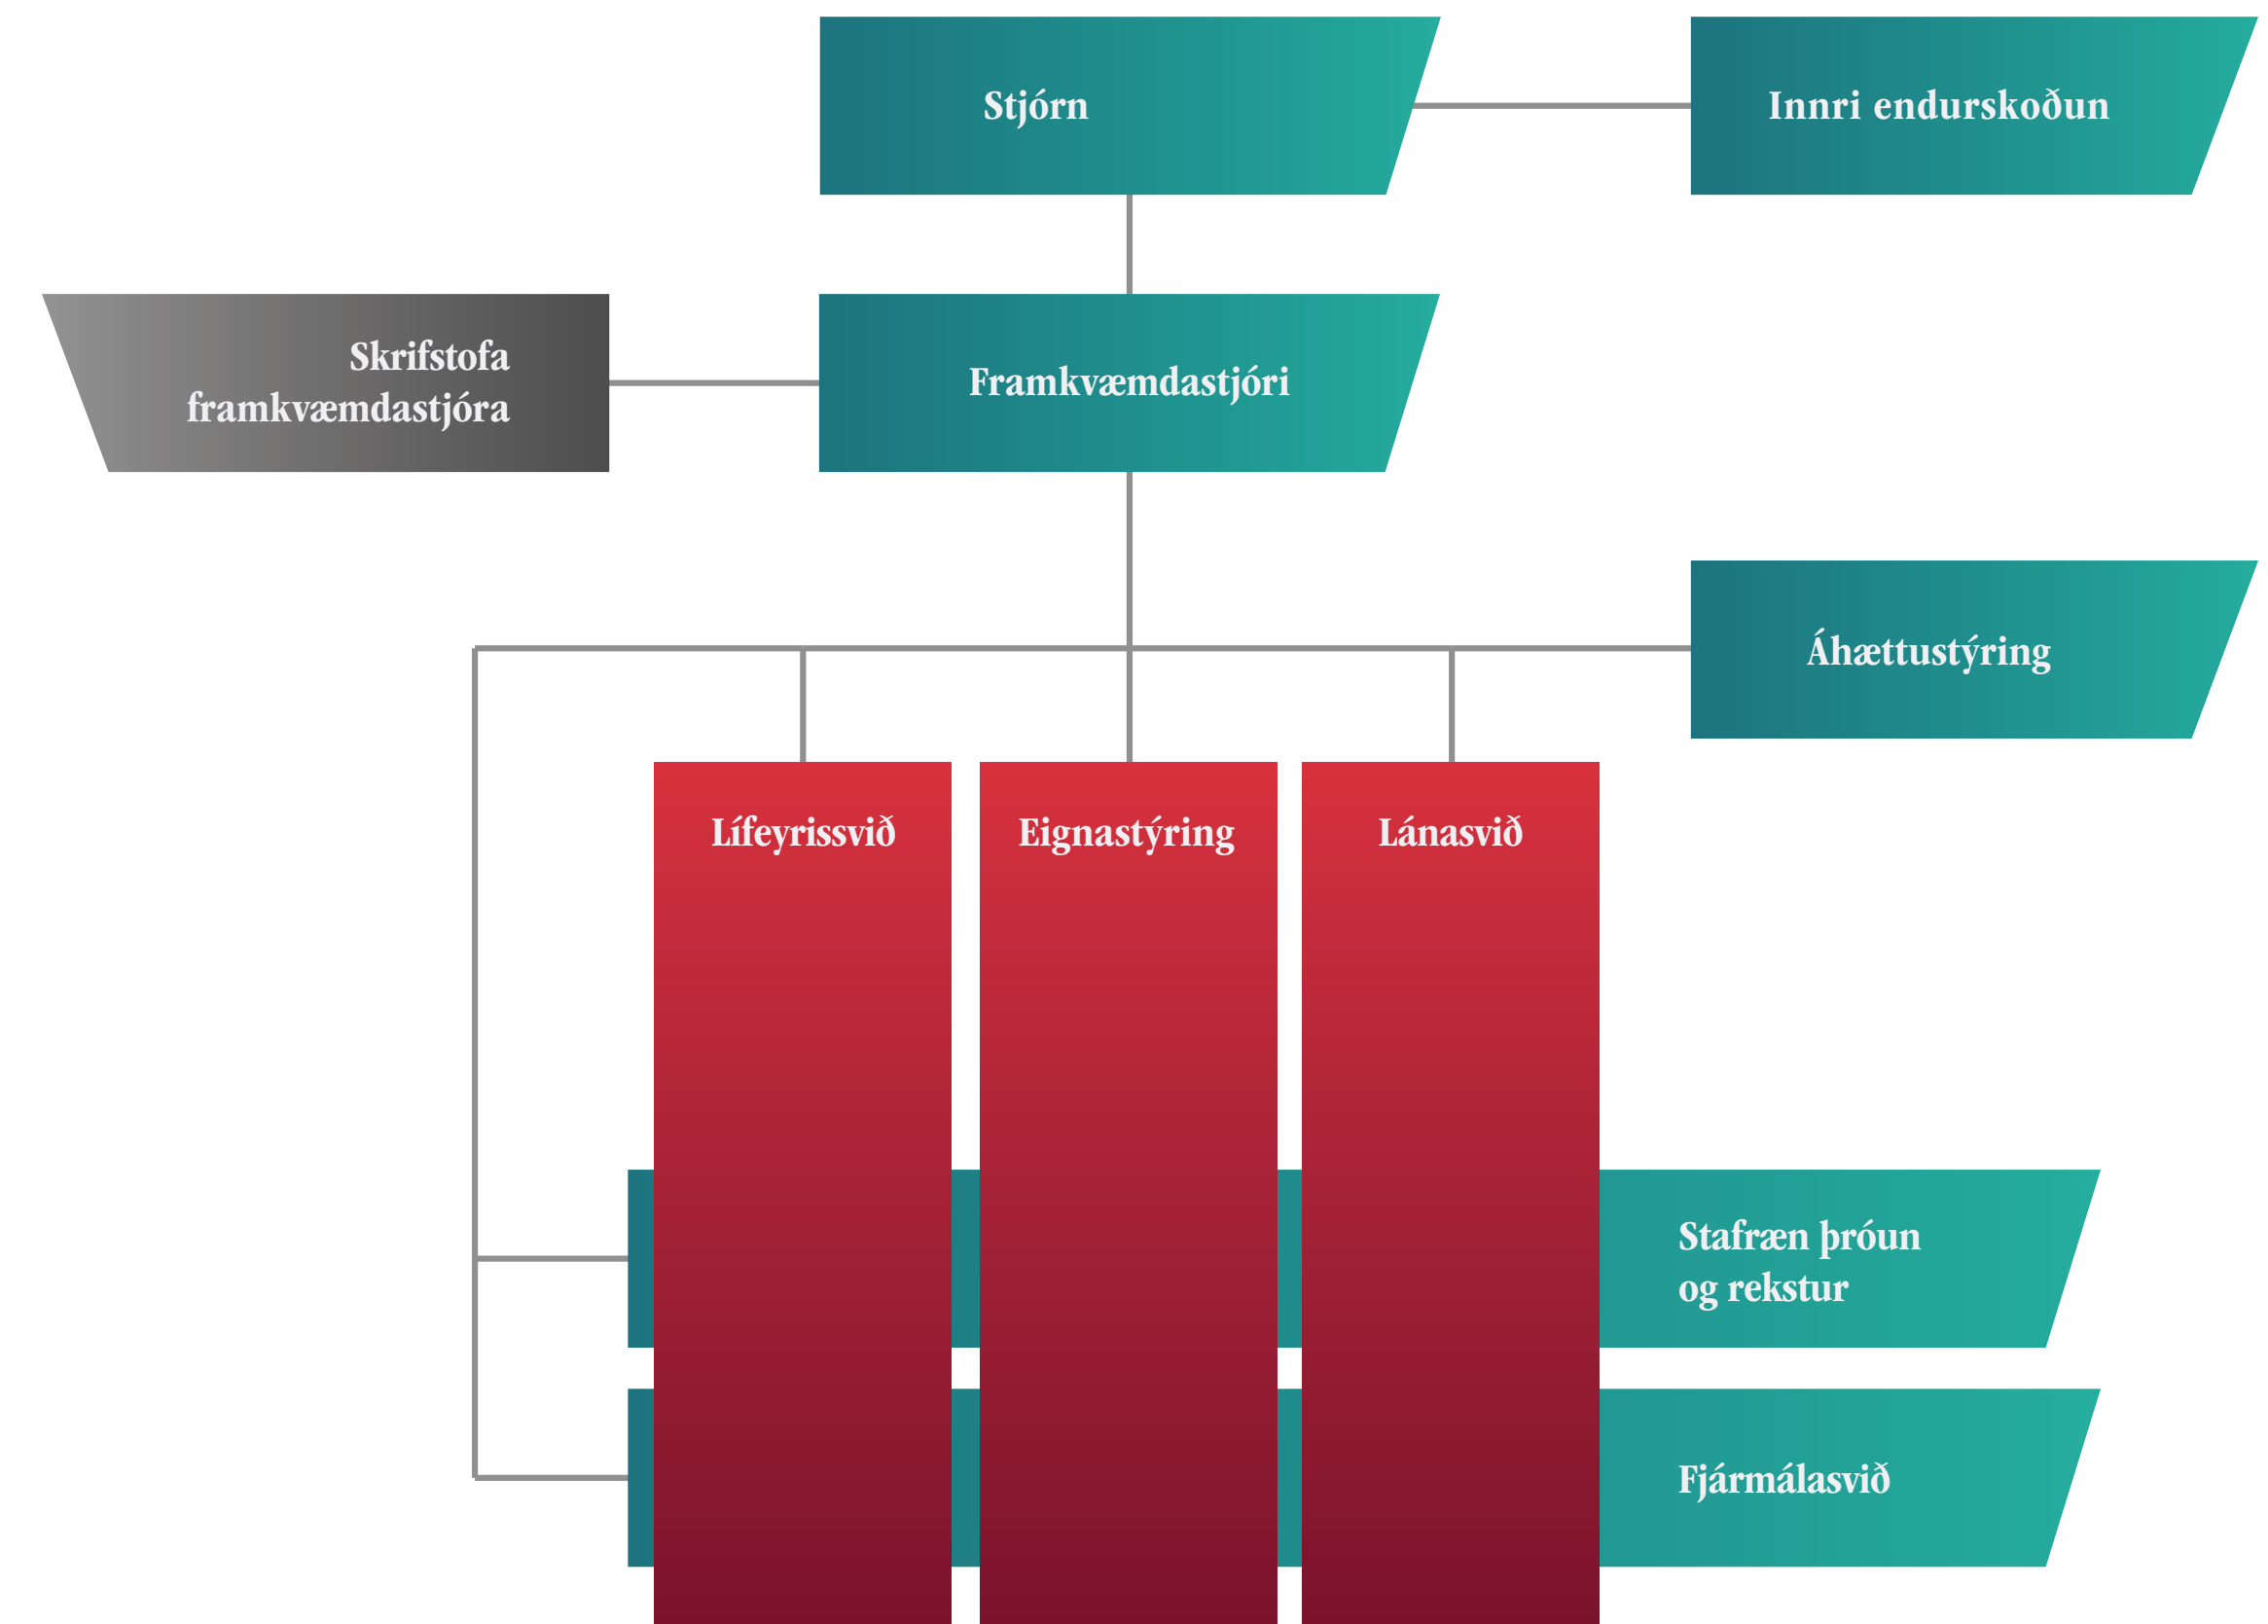 Stjórn
Innri endurskoðun
Skrifstofa
framkvæmdastjóra
Framkvæmdastjóri
Áhættustýring
Lífeyrissvið
Eignastýring
Lánasvið
Stafræn þróun
og rekstur
Fjármálasvið